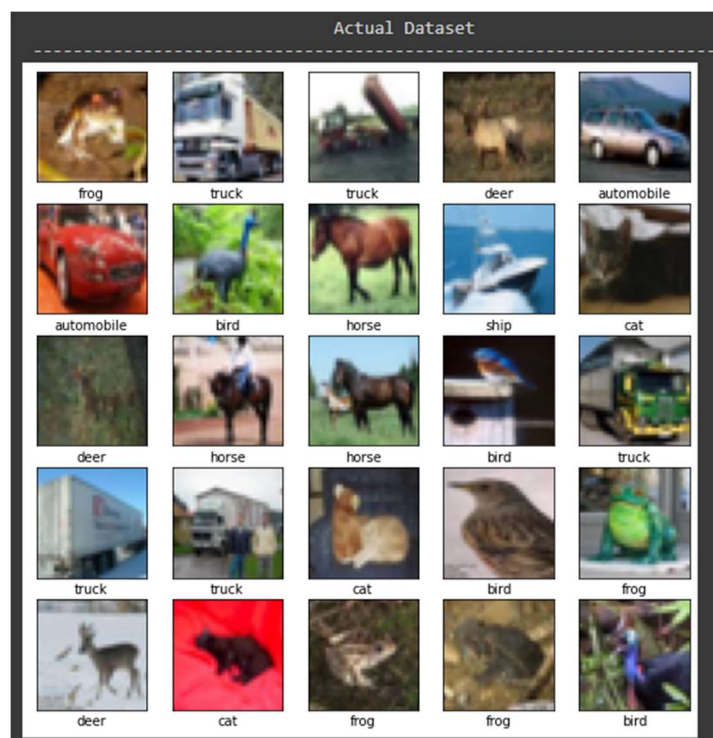 Actual Dataset
frog truck truck deer automobile
automobile bird horse ship cat
deer horse horse bird truck
truck truck cat bird frog
deer cat frog frog bird